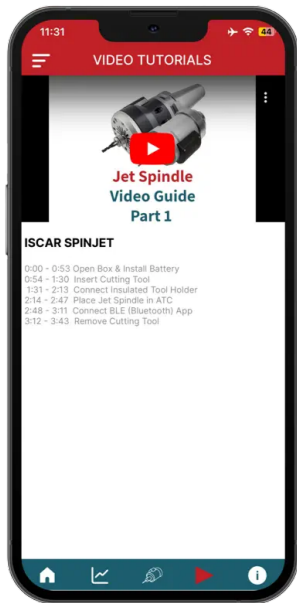 11:31
44
VIDEO TUTORIALS
Jet Spindle
Video Guide
Part 1
ISCAR SPINJET
0:00 - 0:53 Open Box & Install Battery
0:54 - 1:30 Insert Cutting Tool
1:31 - 2:13 Connect Insulated Tool Holder
2:14 - 2:47 Place Jet Spindle in ATC
2:48 - 3:11 Connect BLE (Bluetooth) App
3:12 - 3:43 Remove Cutting Tool